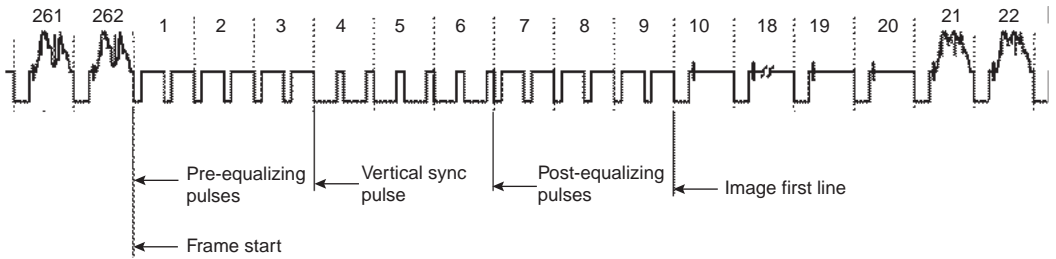 261 262 1 2 3 4 5 6 7 8 9 10 18 19 20 21 22
Pre-equalizing
pulses
Vertical sync
pulse
Post-equalizing
pulses
Image first line
Frame start